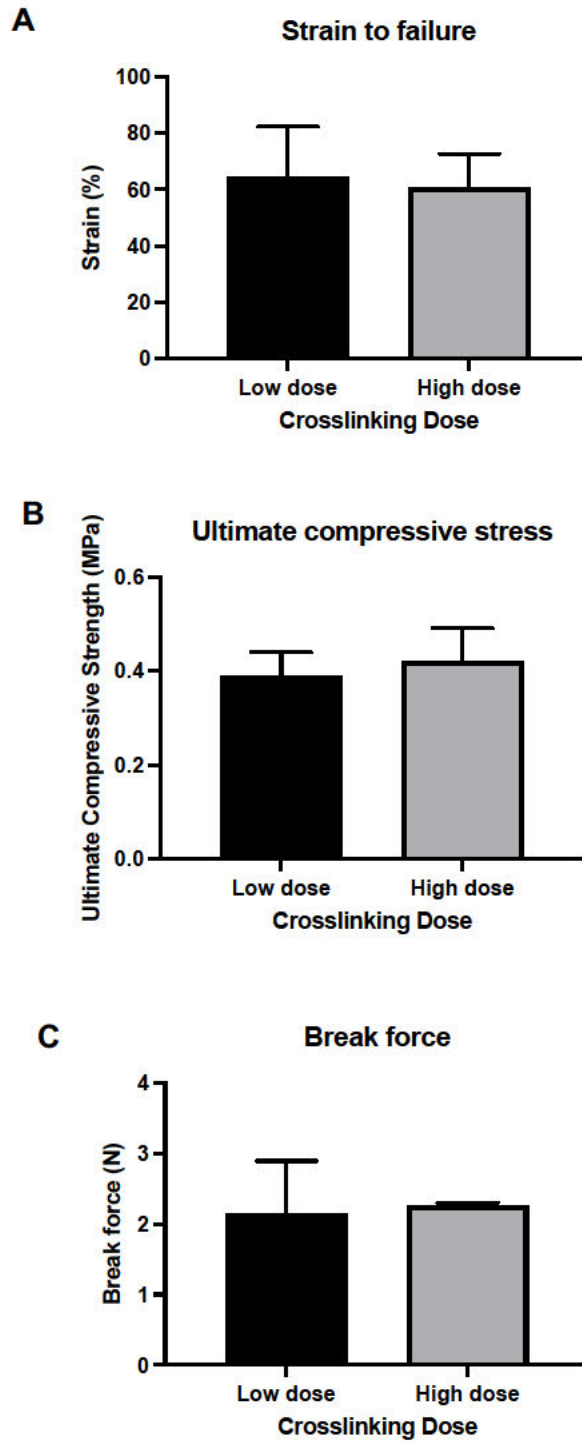 A
Strain to failure
100
80
60
40
20
0
Strain (%)
Low dose
High dose
Crosslinking Dose
B
Ultimate compressive stress
0.6
0.4
0.2
0.0
Ultimate Compressive Strength (MPa)
Low dose
High dose
Crosslinking Dose
C
Break force
4
3
2
1
0
Break force (N)
Low dose
High dose
Crosslinking Dose